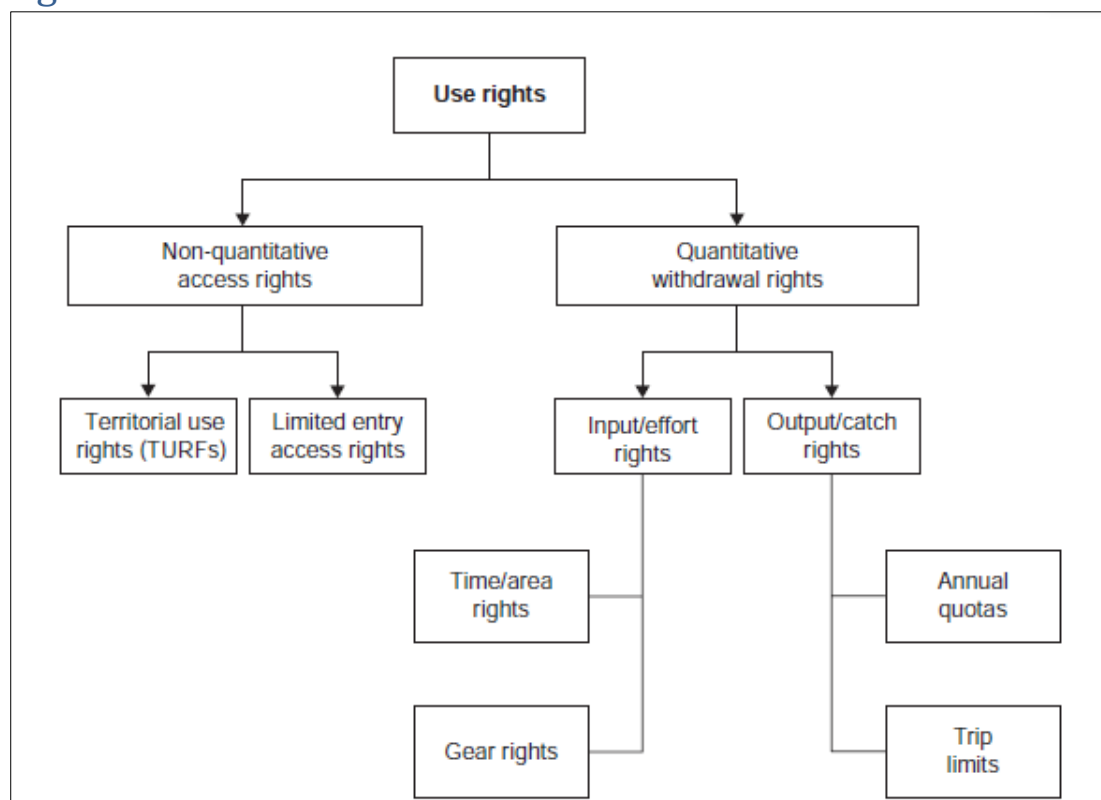 Use rights
Non-quantitative
access rights
Quantitative
withdrawal rights
Territorial use
rights (TURFs)
Limited entry
access rights
Input/effort
rights
Output/catch
rights
Time/area
rights
Annual
quotas
Gear rights
Trip
limits